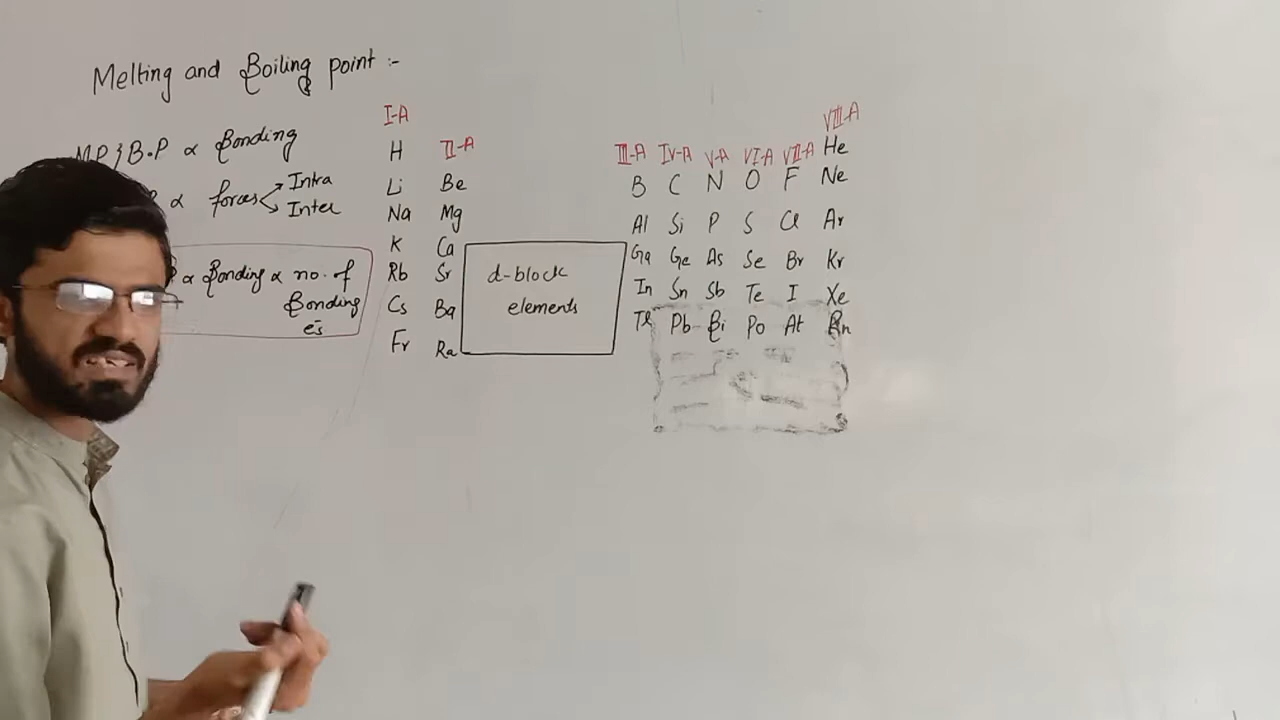 Melting and Boiling point :-
M.P & B.P ∝ Bonding
∝ forces Intra
Inter
∝ Bonding ∝ no. of
Bonding
es
I-A
H
Li
Na
K
Rb
Cs
Fr
II-A
Be
Mg
Ca
Sr
Ba
Ra
d-block
elements
III-A IV-A V-A VI-A VII-A VIII-A
He
B C N O F Ne
Al Si P S Cl Ar
Ga Ge As Se Br Kr
In Sn Sb Te I Xe
Tl Pb Bi Po At Rn